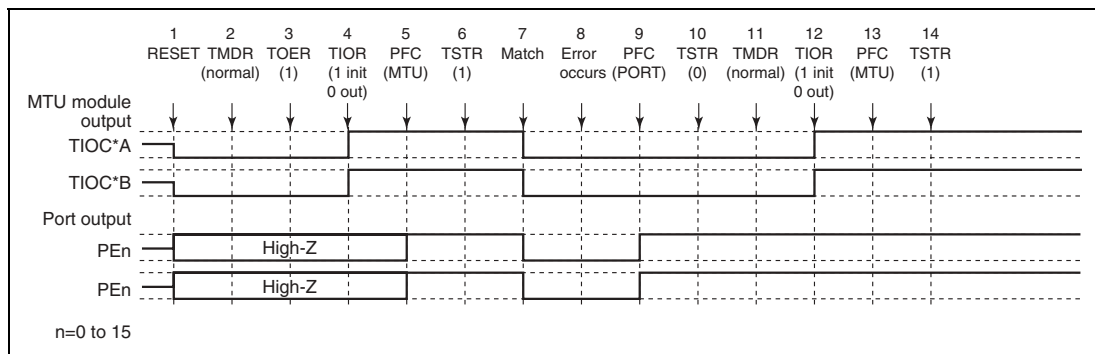 1 2 3 4 5 6 7 8 9 10 11 12 13 14
RESET TMDR TOER TIOR PFC TSTR Match Error PFC TSTR TMDR TIOR PFC TSTR
(normal) (1) (1 init (MTU) (1) occurs (PORT) (0) (normal) (1 init (MTU) (1)
0 out) 0 out)
MTU module
output
TIOC*A
TIOC*B
Port output
PEn High-Z
PEn High-Z
n=0 to 15